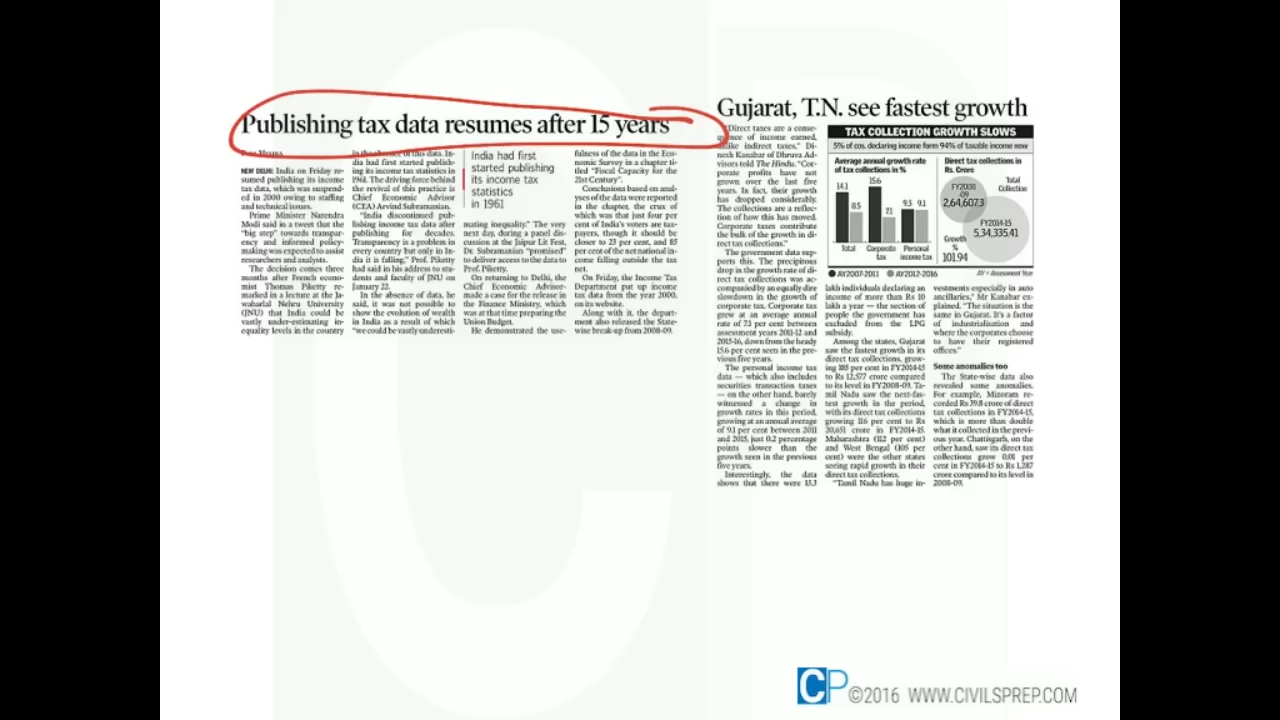 Publishing tax data resumes after 15 years
NEW DELHI: India on Friday re-
sumed publishing its income
tax data, which was suspend-
ed in 2000 owing to staffing
and technical issues.
Prime Minister Narendra
Modi said in a tweet that the
"big step" towards transpar-
ency and informed policy-
making was expected to assist
researchers and analysts.
The decision comes three
months after French econo-
mist Thomas Piketty re-
marked in a lecture at the Ja-
waharlal Nehru University
(JNU) that India could be
vastly under-estimating in-
equality levels in the country
in the absence of this data. In-
dia had first started publish-
ing its income tax statistics in
1961. The driving force behind
the revival of this practice is
Chief Economic Advisor
(CEA) Arvind Subramanian.
"India discontinued pub-
lishing income tax data after
publishing for decades.
Transparency is a problem in
every country but only in In-
dia it is falling," Prof. Piketty
had said in his address to stu-
dents and faculty of JNU on
January 22.
In the absence of data, he
said, it was not possible to
show the evolution of wealth
in India as a result of which
"we could be vastly underesti-
India had first
started publishing
its income tax
statistics
in 1961
mating inequality." The very
next day, during a panel dis-
cussion at the Jaipur Lit Fest,
Dr. Subramanian "promised"
to deliver access to the data to
Prof. Piketty.
On returning to Delhi, the
Chief Economic Advisor-
made a case for the release in
the Finance Ministry, which
was at that time preparing the
Union Budget.
He demonstrated the use-
fulness of the data in the Eco-
nomic Survey in a chapter ti-
tled "Fiscal Capacity for the
21st Century".
Conclusions based on anal-
yses of the data were reported
in the chapter, the crux of
which was that just four per
cent of India's voters are tax-
payers, though it should be
closer to 23 per cent, and 85
per cent of the net national in-
come falling outside the tax
net.
On Friday, the Income Tax
Department put up income
tax data from the year 2000,
on its website.
Along with it, the depart-
ment also released the State-
wise break-up from 2008-09.
Gujarat, T.N. see fastest growth
"Direct taxes are a conse-
quence of income earned,
unlike indirect taxes," Di-
nesh Kanabar of Dhruva Ad-
visors told The Hindu. "Cor-
porate profits have not
grown over the last five
years. In fact, their growth
has dropped considerably.
The collections are a reflec-
tion of how this has moved.
Corporate taxes contribute
the bulk of the growth in di-
rect tax collections."
The government data sup-
ports this. The precipitous
drop in the growth rate of di-
rect tax collections was ac-
companied by an equally dire
slowdown in the growth of
corporate tax. Corporate tax
grew at an average annual
rate of 7.1 per cent between
assessment years 2011-12 and
2015-16, down from the heady
15.6 per cent seen in the pre-
vious five years.
The personal income tax
data — which also includes
securities transaction taxes
— on the other hand, barely
witnessed a change in
growth rates in this period,
growing at an average annual
of 9.1 per cent between 2011
and 2015, just 0.2 percentage
points slower than the
growth seen in the previous
five years.
Interestingly, the data
shows that there were 13.3
TAX COLLECTION GROWTH SLOWS
5% of cos. declaring income form 94% of taxable income now
Average annual growth rate
of tax collections in %
14.1
8.5
15.6
7.1
9.3
9.1
Total
Corporate
tax
Personal
income tax
AY2007-2011
AY2012-2016
Direct tax collections in
Rs. Crore
FY2008
-09
2,64,607.3
Total
Collection
FY2014-15
5,34,335.41
Growth
%
101.94
AY = Assessment Year
lakh individuals declaring an
income of more than Rs 10
lakh a year — the section of
people the government has
excluded from the LPG
subsidy.
Among the states, Gujarat
saw the fastest growth in its
direct tax collections, grow-
ing 18.5 per cent in FY2014-15
to Rs 12,577 crore compared
to its level in FY2008-09. Ta-
mil Nadu saw the next-fas-
test growth in the period,
with its direct tax collections
growing 11.6 per cent to Rs
20,651 crore in FY2014-15.
Maharashtra (11.2 per cent)
and West Bengal (10.5 per
cent) were the other states
seeing rapid growth in their
direct tax collections.
"Tamil Nadu has huge in-
vestments especially in auto
ancillaries," Mr Kanabar ex-
plained. "The situation is the
same in Gujarat. It's a factor
of industrialisation and
where the corporates choose
to have their registered
offices."
Some anomalies too
The State-wise data also
revealed some anomalies.
For example, Mizoram re-
corded Rs 39.8 crore of direct
tax collections in FY2014-15,
which is more than double
what it collected in the previ-
ous year. Chattisgarh, on the
other hand, saw its direct tax
collections grow 0.01 per
cent in FY2014-15 to Rs 1,287
crore compared to its level in
2008-09.
CP ©2016 WWW.CIVILSPREP.COM